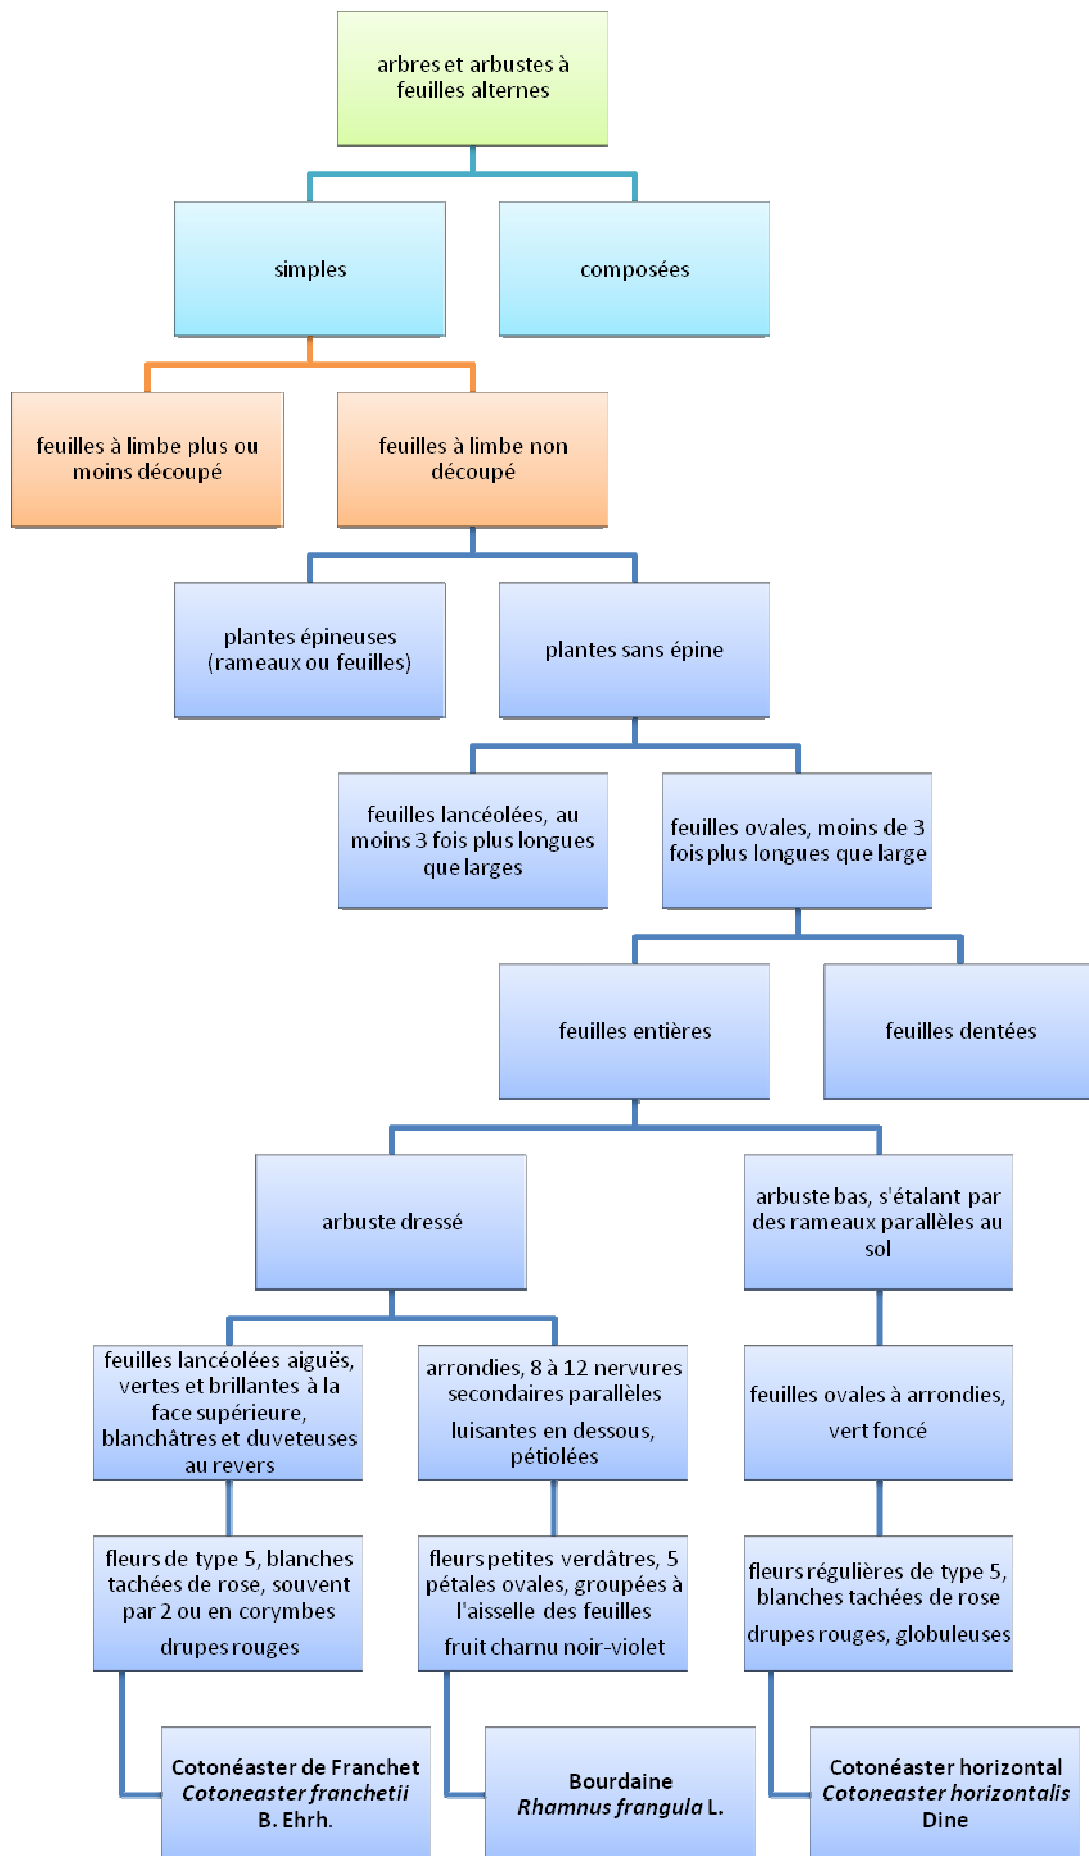 arbres et arbustes à
feuilles alternes
simples
composées
feuilles à limbe plus ou
moins découpé
feuilles à limbe non
découpé
plantes épineuses
(rameaux ou feuilles)
plantes sans épine
feuilles lancéolées, au
moins 3 fois plus longues
que larges
feuilles ovales, moins de 3
fois plus longues que large
feuilles entières
feuilles dentées
arbuste dressé
arbuste bas, s'étalant par
des rameaux parallèles au
sol
feuilles lancéolées aiguës,
vertes et brillantes à la
face supérieure,
blanchâtres et duveteuses
au revers
arrondies, 8 à 12 nervures
secondaires parallèles
luisantes en dessous,
pétiolées
feuilles ovales à arrondies,
vert foncé
fleurs de type 5, blanches
tachées de rose, souvent
par 2 ou en corymbes
drupes rouges
fleurs petites verdâtres, 5
pétales ovales, groupées à
l'aisselle des feuilles
fruit charnu noir-violet
fleurs régulières de type 5,
blanches tachées de rose
drupes rouges, globuleuses
Cotonéaster de Franchet
Cotoneaster franchetii
B. Ehrh.
Bourdaine
Rhamnus frangula L.
Cotonéaster horizontal
Cotoneaster horizontalis
Dine